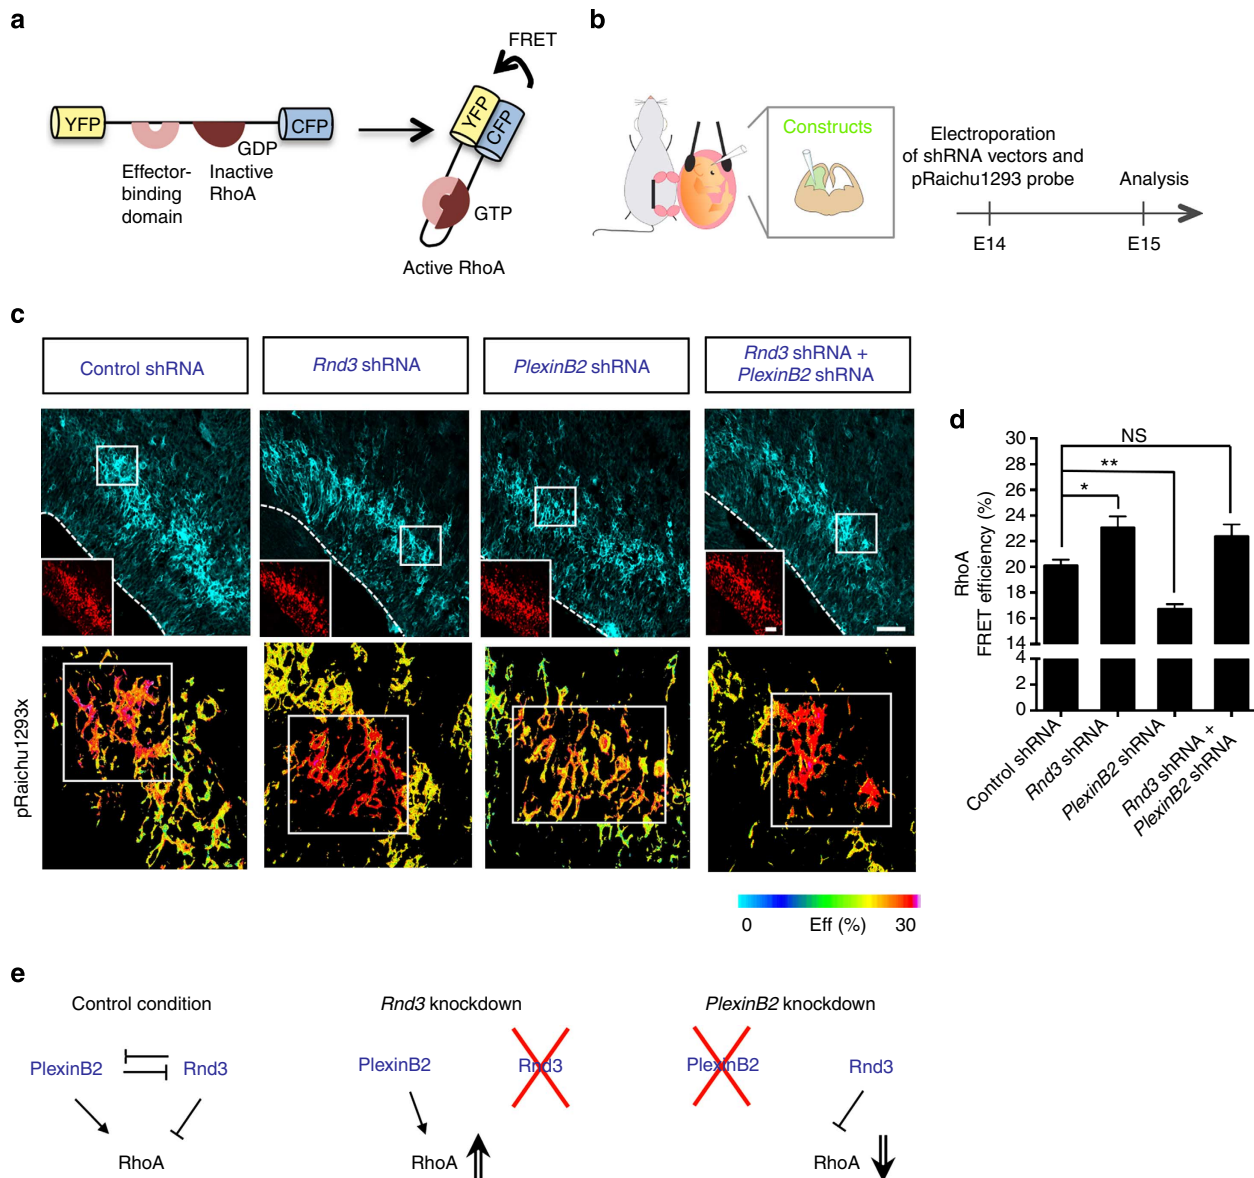 a
FRET
YFP
CFP
GDP
Effector-
binding
domain
Inactive
RhoA
YFP
CFP
GTP
Active RhoA
b
Constructs
Electroporation
of shRNA vectors and
pRaichu1293 probe
Analysis
E14
E15
c
Control shRNA
Rnd3 shRNA
PlexinB2 shRNA
Rnd3 shRNA +
PlexinB2 shRNA
pRaichu1293x
0
Eff (%)
30
d
RhoA
FRET efficiency (%)
30
28
26
24
22
20
18
16
14
4
2
0
NS
**
*
Control shRNA
Rnd3 shRNA
PlexinB2 shRNA
Rnd3 shRNA +
PlexinB2 shRNA
e
Control condition
PlexinB2
Rnd3
RhoA
Rnd3 knockdown
PlexinB2
Rnd3
RhoA
PlexinB2 knockdown
PlexinB2
Rnd3
RhoA